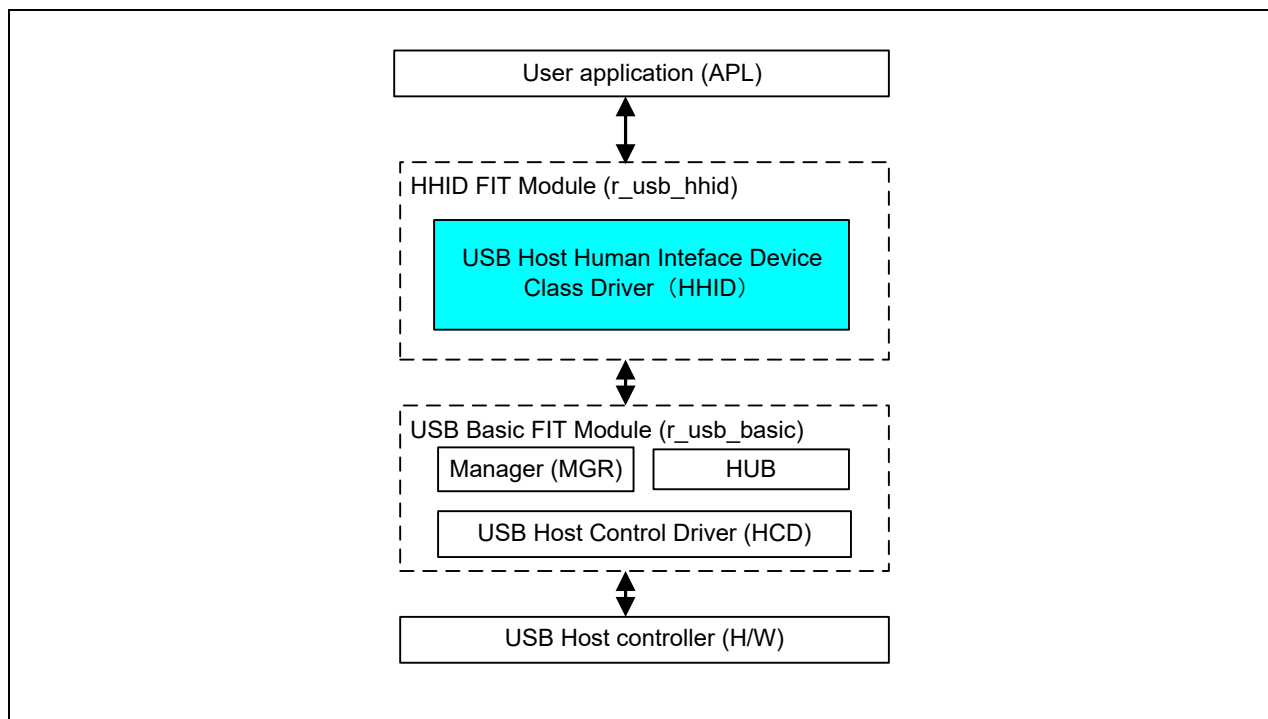 User application (APL)
HHID FIT Module (r_usb_hhid)
USB Host Human Inteface Device
Class Driver（HHID）
USB Basic FIT Module (r_usb_basic)
Manager (MGR)
HUB
USB Host Control Driver (HCD)
USB Host controller (H/W)